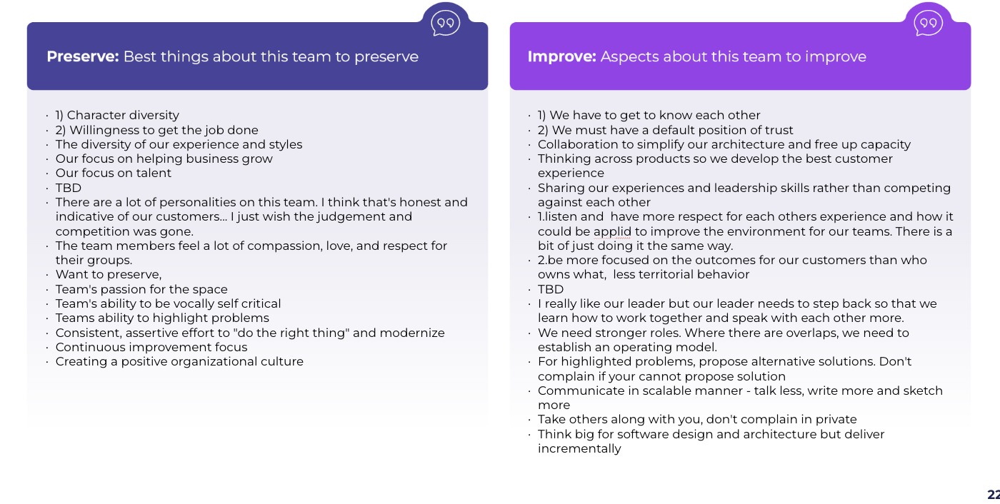 Preserve: Best things about this team to preserve
· 1) Character diversity
· 2) Willingness to get the job done
· The diversity of our experience and styles
· Our focus on helping business grow
· Our focus on talent
· TBD
· There are a lot of personalities on this team. I think that's honest and
indicative of our customers... I just wish the judgement and
competition was gone.
· The team members feel a lot of compassion, love, and respect for
their groups.
· Want to preserve,
· Team's passion for the space
· Team's ability to be vocally self critical
· Teams ability to highlight problems
· Consistent, assertive effort to "do the right thing" and modernize
· Continuous improvement focus
· Creating a positive organizational culture
Improve: Aspects about this team to improve
· 1) We have to get to know each other
· 2) We must have a default position of trust
· Collaboration to simplify our architecture and free up capacity
· Thinking across products so we develop the best customer
experience
· Sharing our experiences and leadership skills rather than competing
against each other
· 1.listen and  have more respect for each others experience and how it
could be applid to improve the environment for our teams. There is a
bit of just doing it the same way.
· 2.be more focused on the outcomes for our customers than who
owns what,  less territorial behavior
· TBD
· I really like our leader but our leader needs to step back so that we
learn how to work together and speak with each other more.
· We need stronger roles. Where there are overlaps, we need to
establish an operating model.
· For highlighted problems, propose alternative solutions. Don't
complain if your cannot propose solution
· Communicate in scalable manner - talk less, write more and sketch
more
· Take others along with you, don't complain in private
· Think big for software design and architecture but deliver
incrementally
22